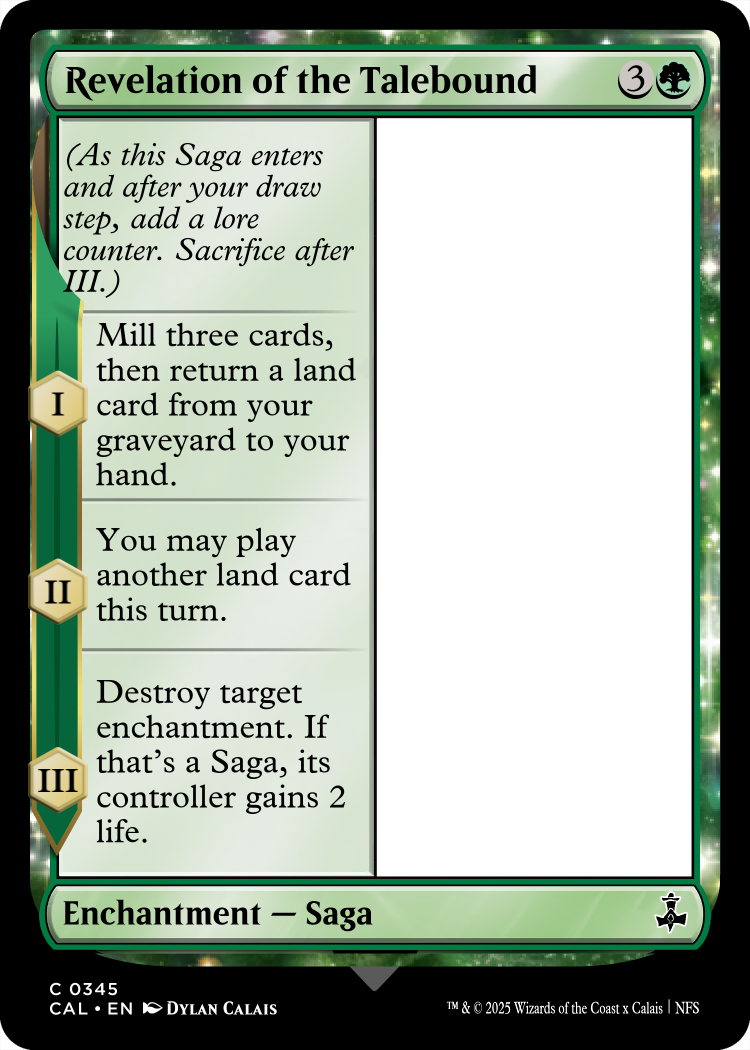 Revelation of the Talebound 3
(As this Saga enters
and after your draw
step, add a lore
counter. Sacrifice after
III.)
I
Mill three cards,
then return a land
card from your
graveyard to your
hand.
II
You may play
another land card
this turn.
III
Destroy target
enchantment. If
that's a Saga, its
controller gains 2
life.
Enchantment — Saga
C 0345
CAL • EN DYLAN CALAIS
™ & © 2025 Wizards of the Coast x Calais | NFS